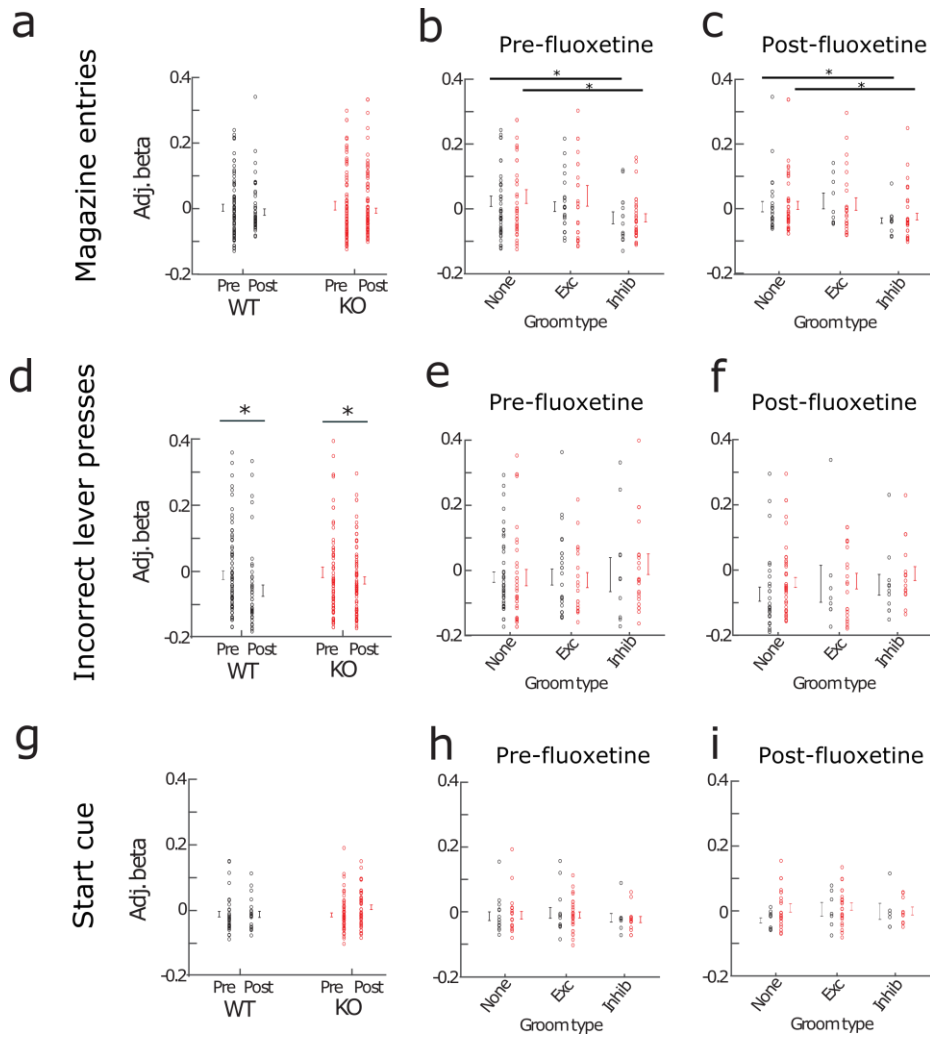 a
Magazine entries
Adj. beta
0.4
0.2
0
-0.2
Pre Post Pre Post
WT KO
b
Pre-fluoxetine
* 
*
0.4
0.2
0
-0.2
None Exc Inhib
Groom type
c
Post-fluoxetine
*
*
0.4
0.2
0
-0.2
None Exc Inhib
Groom type
d
Incorrect lever presses
Adj. beta
* *
0.4
0.2
0
-0.2
Pre Post Pre Post
WT KO
e
Pre-fluoxetine
0.4
0.2
0
-0.2
None Exc Inhib
Groom type
f
Post-fluoxetine
0.4
0.2
0
-0.2
None Exc Inhib
Groom type
g
Start cue
Adj. beta
0.4
0.2
0
-0.2
Pre Post Pre Post
WT KO
h
Pre-fluoxetine
0.4
0.2
0
-0.2
None Exc Inhib
Groom type
i
Post-fluoxetine
0.4
0.2
0
-0.2
None Exc Inhib
Groom type